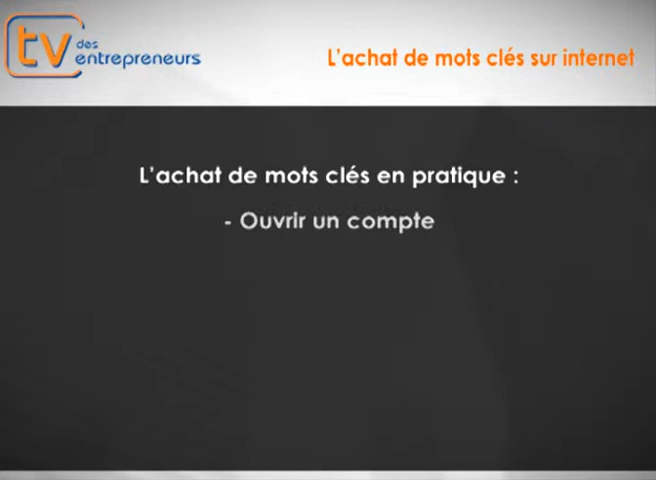 tv des entrepreneurs
L'achat de mots clés sur internet
L'achat de mots clés en pratique :
- Ouvrir un compte